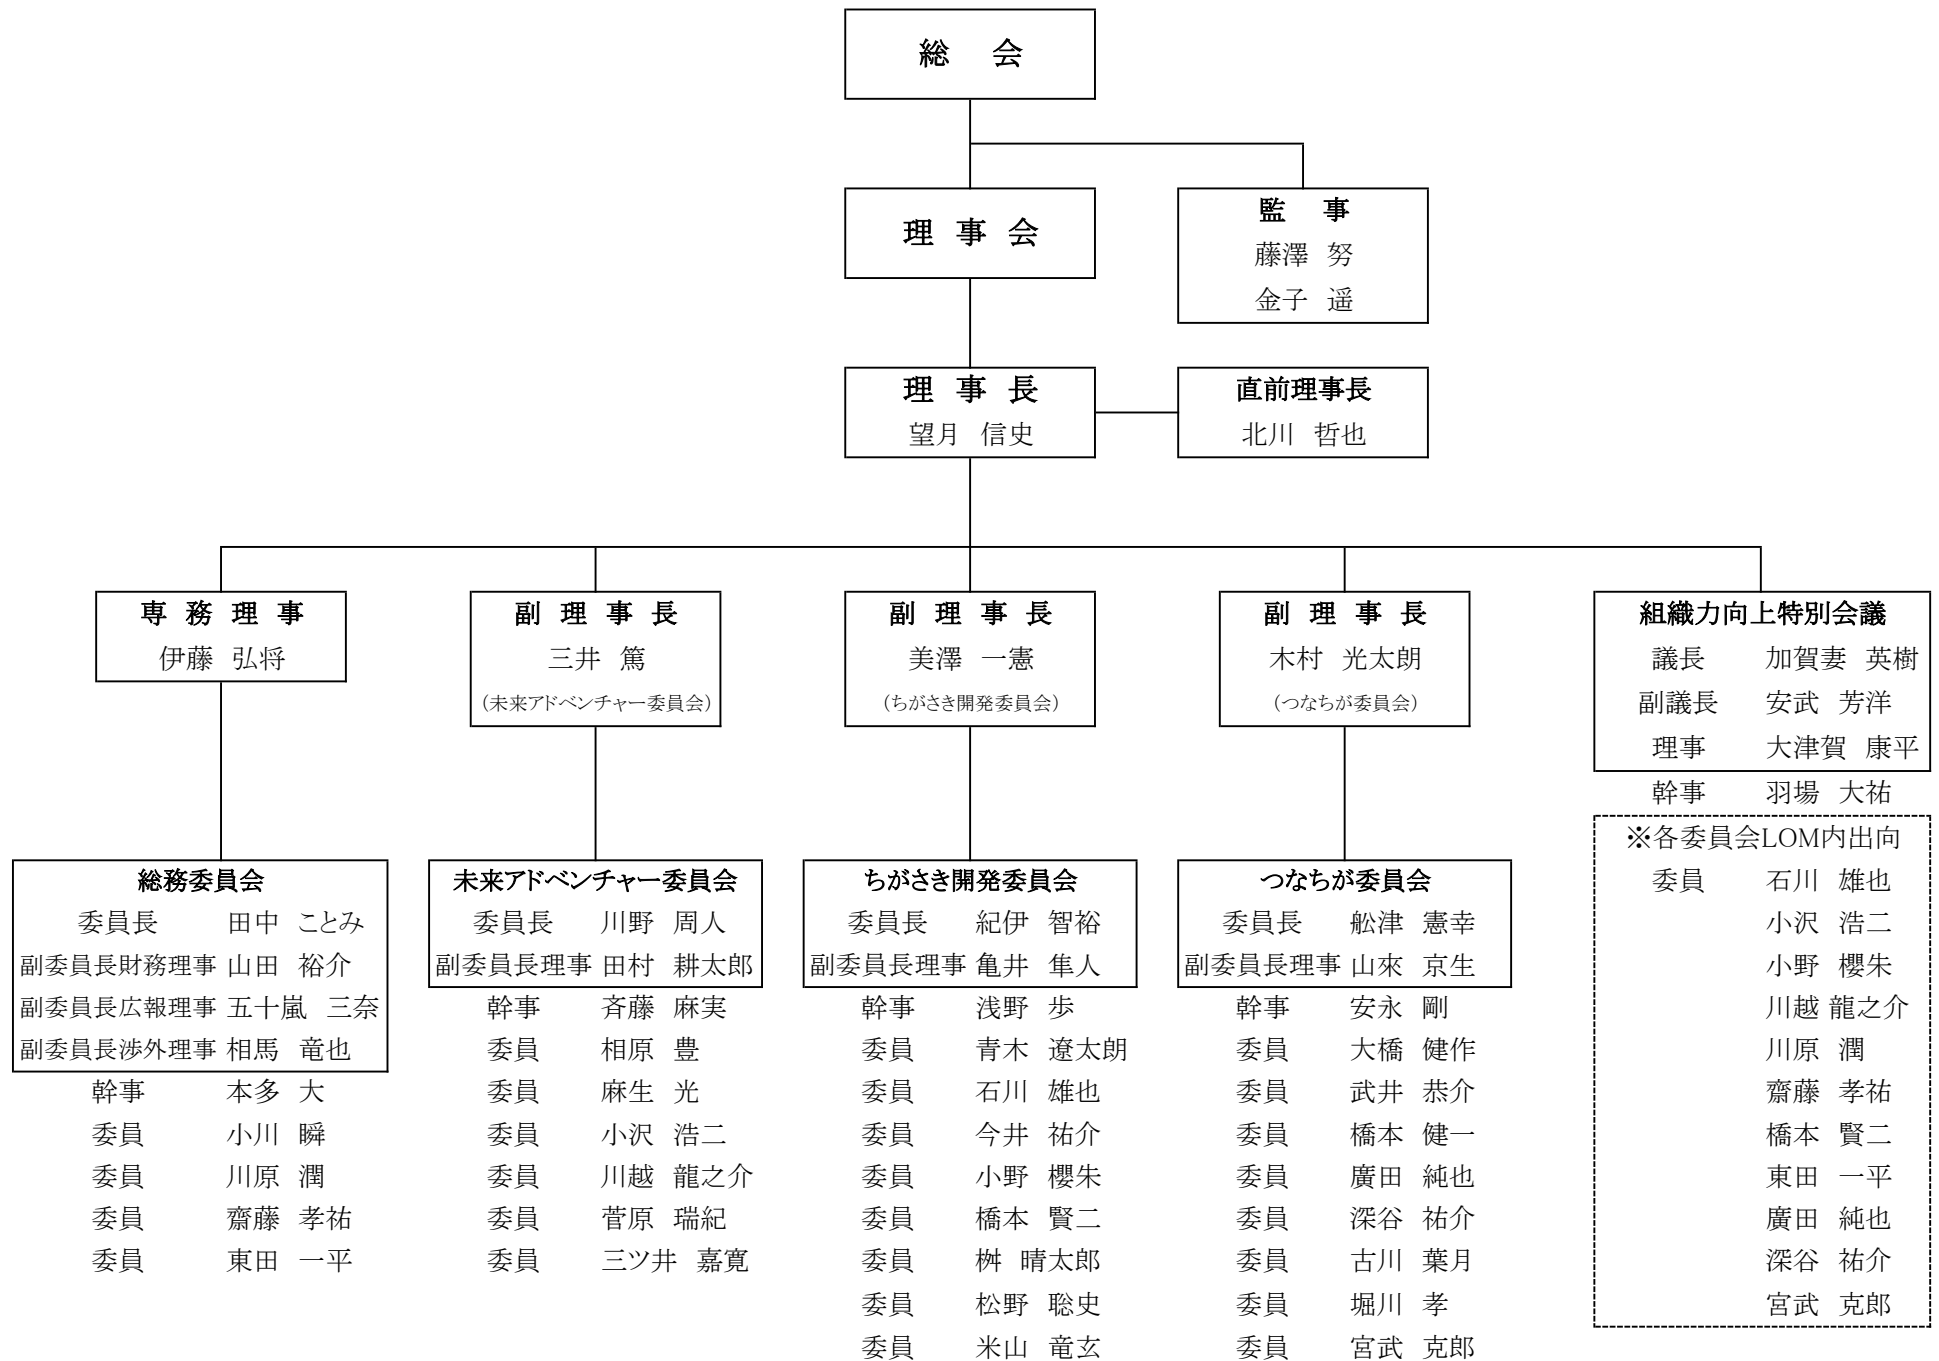 総　会
理 事 会
監　事
藤澤　努
金子　遥
理 事 長
望月　信史
直前理事長
北川　哲也
専 務 理 事
伊藤　弘将
副 理 事 長
三井　篤
(未来アドベンチャー委員会)
副 理 事 長
美澤　一憲
(ちがさき開発委員会)
副 理 事 長
木村　光太朗
(つなちが委員会)
組織力向上特別会議
議長　加賀妻　英樹
副議長　安武　芳洋
理事　大津賀　康平
幹事　羽場　大祐
※各委員会LOM内出向
委員　石川　雄也
小沢　浩二
小野　櫻朱
川越 龍之介
川原　潤
齋藤　孝祐
橋本　賢二
東田　一平
廣田　純也
深谷　祐介
宮武　克郎
総務委員会
委員長　田中　ことみ
副委員長財務理事 山田　裕介
副委員長広報理事 五十嵐　三奈
副委員長渉外理事 相馬　竜也
幹事　本多　大
委員　小川　瞬
委員　川原　潤
委員　齋藤　孝祐
委員　東田　一平
未来アドベンチャー委員会
委員長　川野　周人
副委員長理事 田村　耕太郎
幹事　斉藤　麻実
委員　相原　豊
委員　麻生　光
委員　小沢　浩二
委員　川越　龍之介
委員　菅原　瑞紀
委員　三ツ井　嘉寛
ちがさき開発委員会
委員長　紀伊　智裕
副委員長理事 亀井　隼人
幹事　浅野　歩
委員　青木　遼太朗
委員　石川　雄也
委員　今井　祐介
委員　小野　櫻朱
委員　橋本　賢二
委員　桝　晴太郎
委員　松野　聡史
委員　米山　竜玄
つなちが委員会
委員長　舩津　憲幸
副委員長理事 山來　京生
幹事　安永　剛
委員　大橋　健作
委員　武井　恭介
委員　橋本　健一
委員　廣田　純也
委員　深谷　祐介
委員　古川　葉月
委員　堀川　孝
委員　宮武　克郎